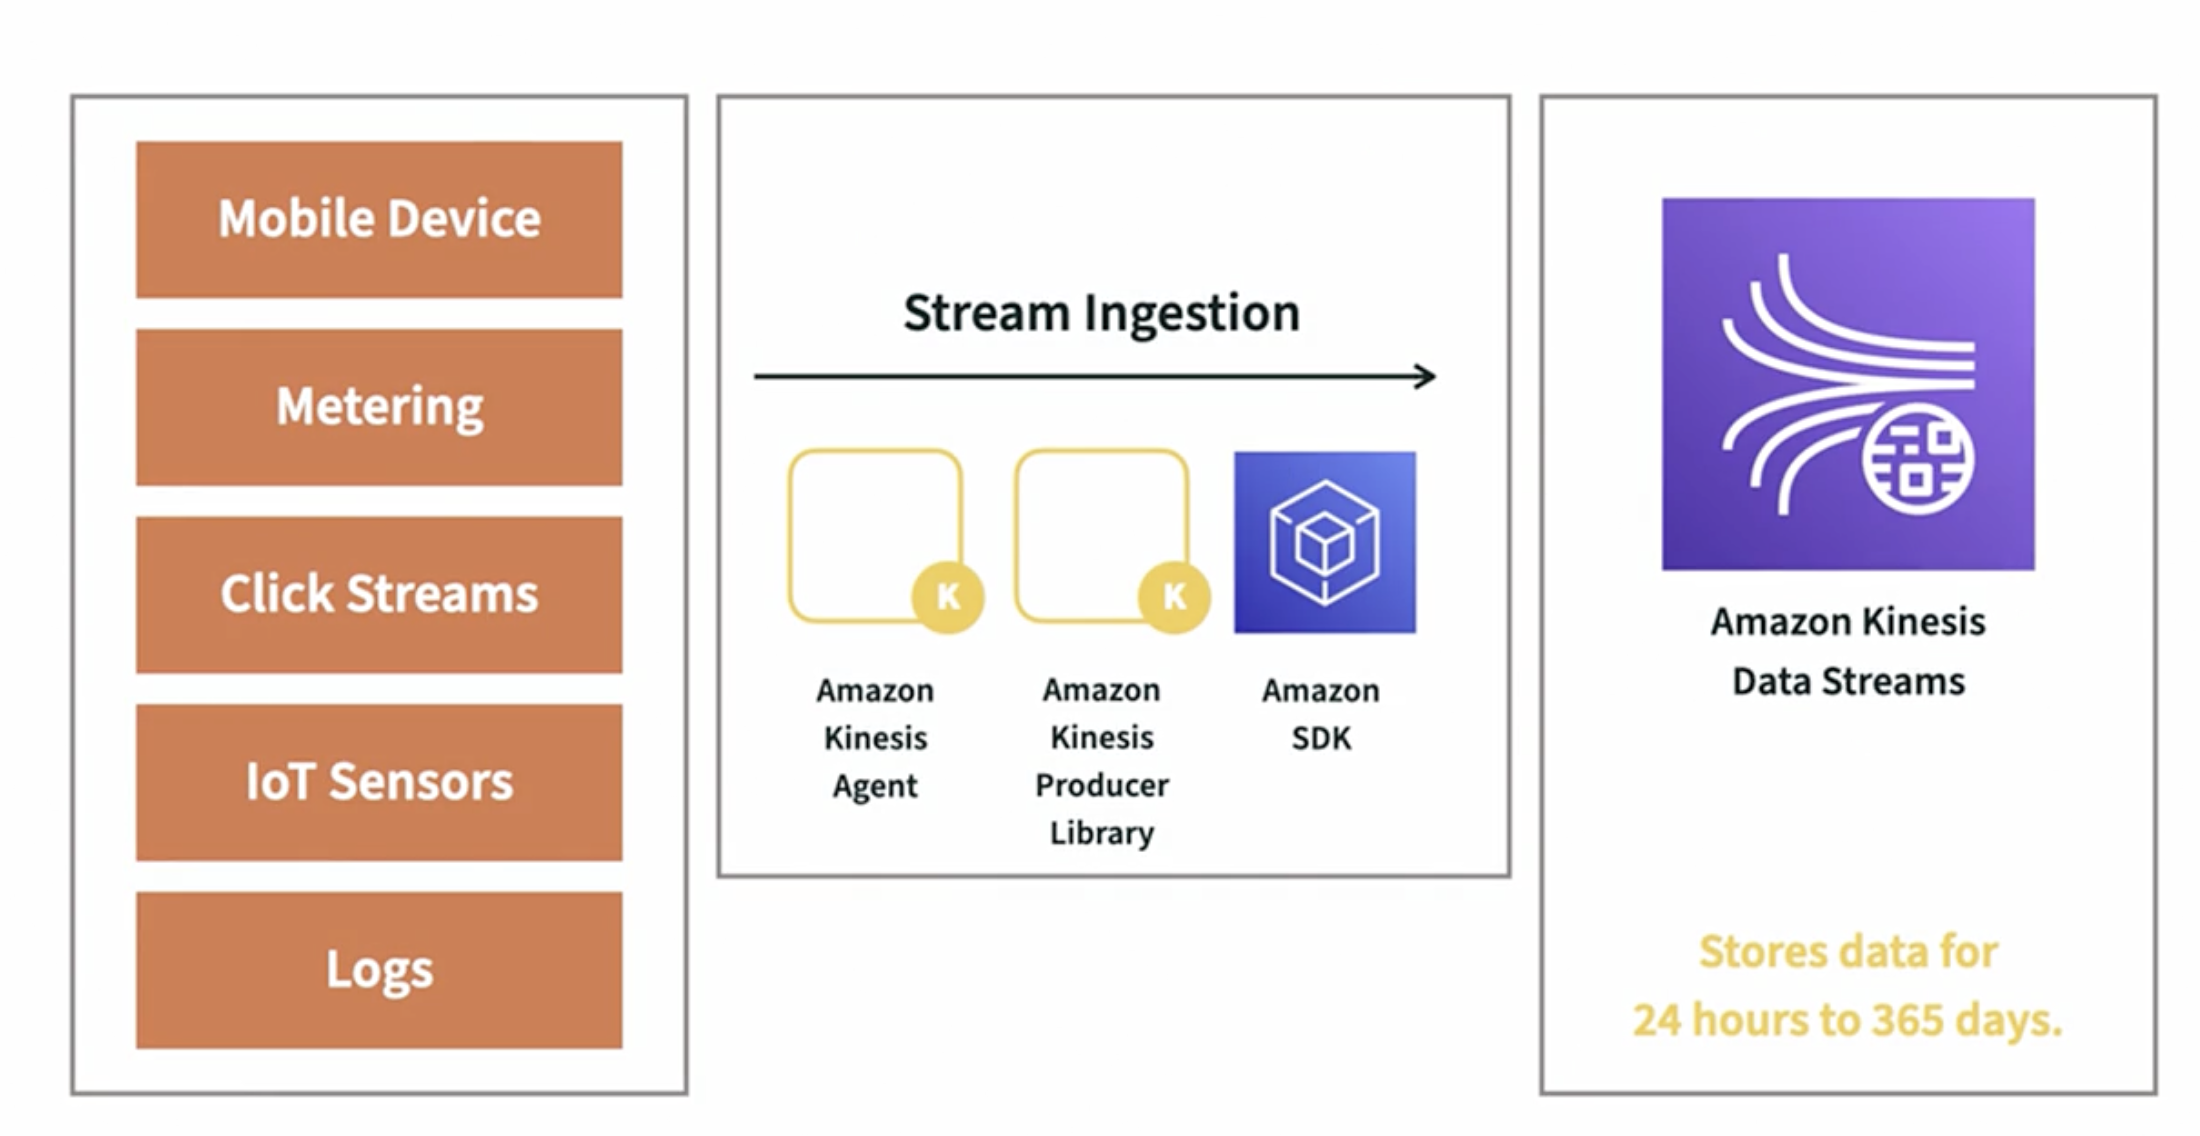 Mobile Device
Metering
Click Streams
IoT Sensors
Logs
Stream Ingestion
K
K
Amazon
Kinesis
Agent
Amazon
Kinesis
Producer
Library
Amazon
SDK
Amazon Kinesis
Data Streams
Stores data for
24 hours to 365 days.